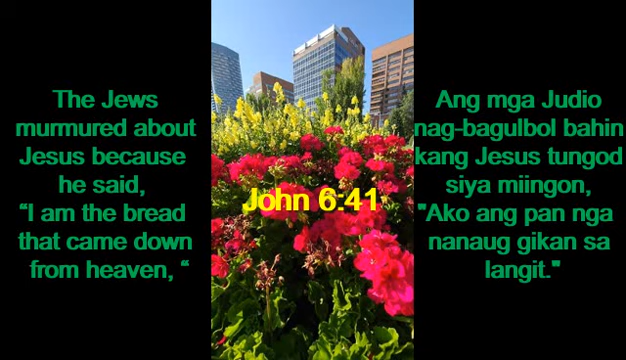 The Jews
murmured about
Jesus because
he said,
“I am the bread
that came down
from heaven, “
John 6:41
Ang mga Judio
nag-bagulbol bahin
kang Jesus tungod
siya miingon,
"Ako ang pan nga
nanaug gikan sa
langit."